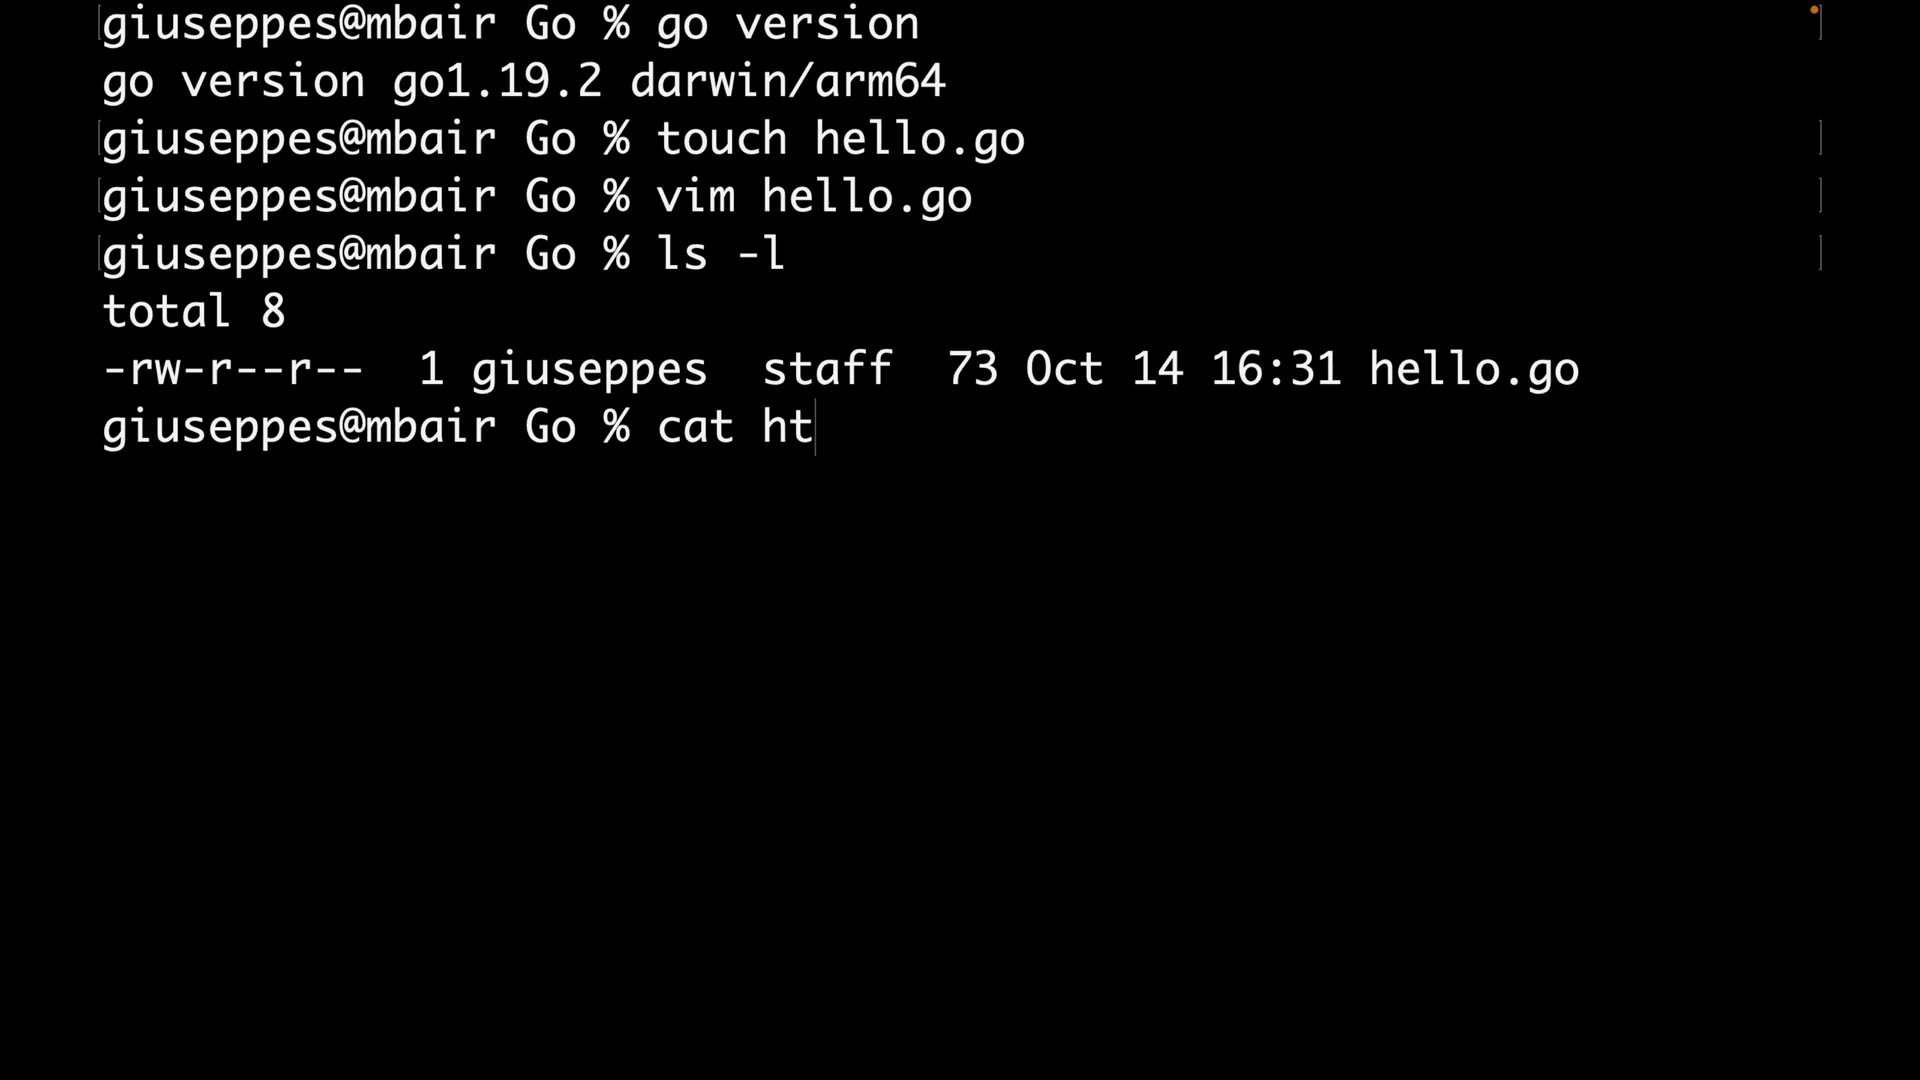 giuseppes@mbair Go % go version
go version go1.19.2 darwin/arm64
giuseppes@mbair Go % touch hello.go
giuseppes@mbair Go % vim hello.go
giuseppes@mbair Go % ls -l
total 8
-rw-r--r--  1 giuseppes  staff  73 Oct 14 16:31 hello.go
giuseppes@mbair Go % cat ht